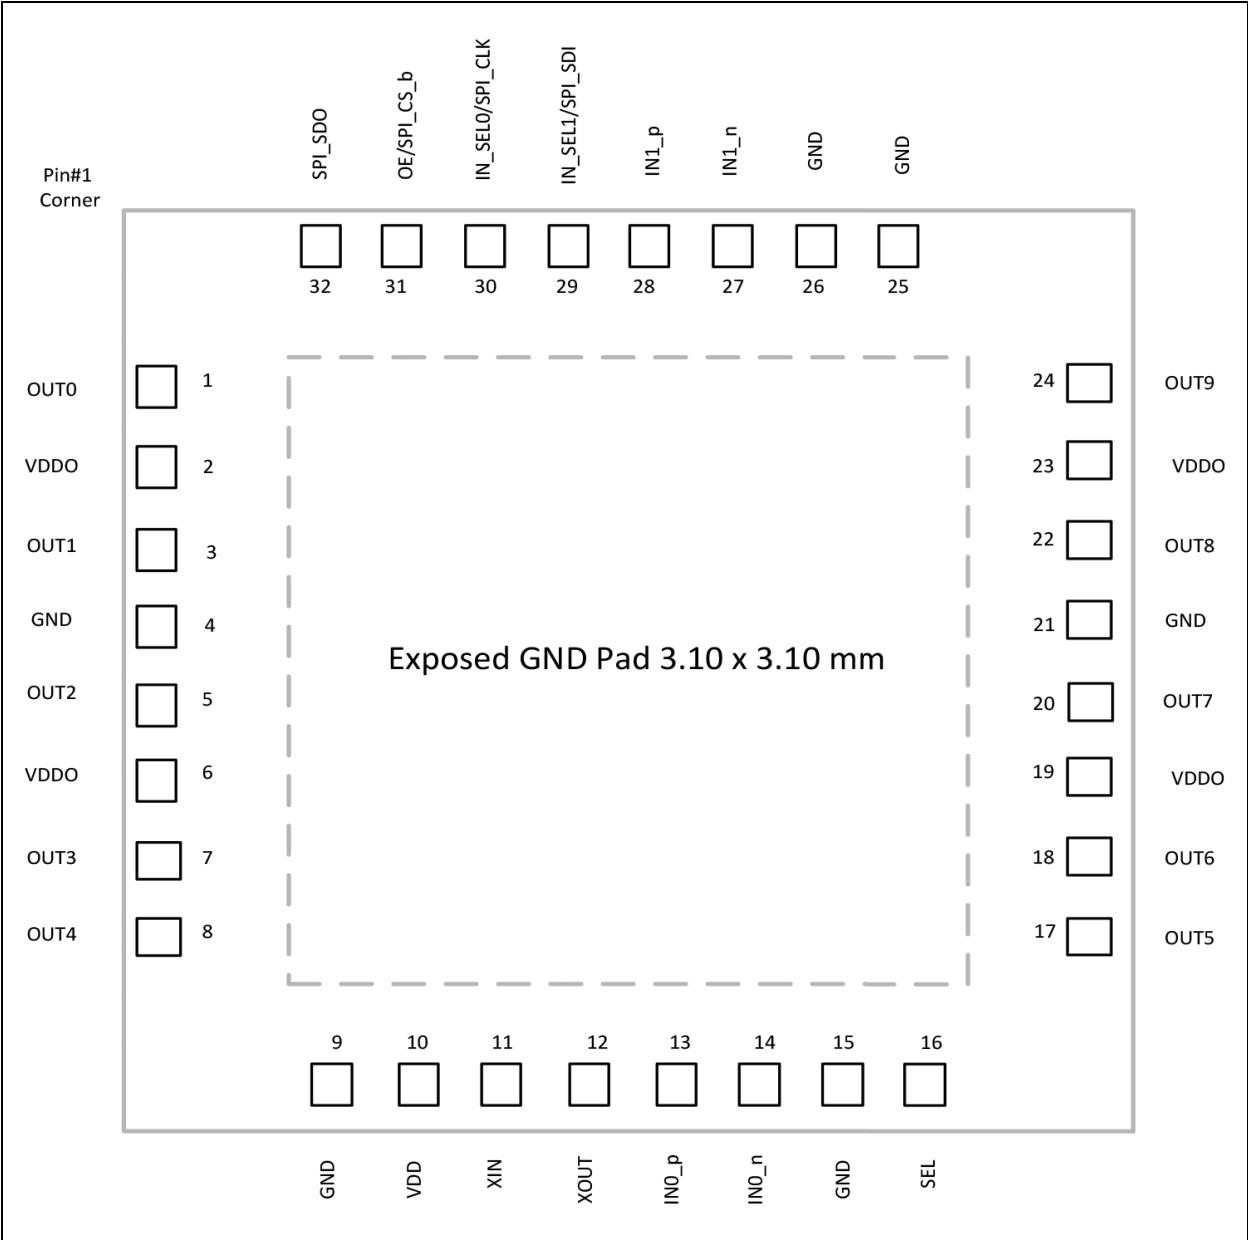 SPI_SDO
OE/SPI_CS_b
IN_SEL0/SPI_CLK
IN_SEL1/SPI_SDI
IN1_p
IN1_n
GND
GND
Pin#1
Corner
32 31 30 29 28 27 26 25
OUT0 1 24 OUT9
VDDO 2 23 VDDO
OUT1 3 22 OUT8
GND 4 21 GND
Exposed GND Pad 3.10 x 3.10 mm
OUT2 5 20 OUT7
VDDO 6 19 VDDO
OUT3 7 18 OUT6
OUT4 8 17 OUT5
9 10 11 12 13 14 15 16
GND
VDD
XIN
XOUT
IN0_p
IN0_n
GND
SEL